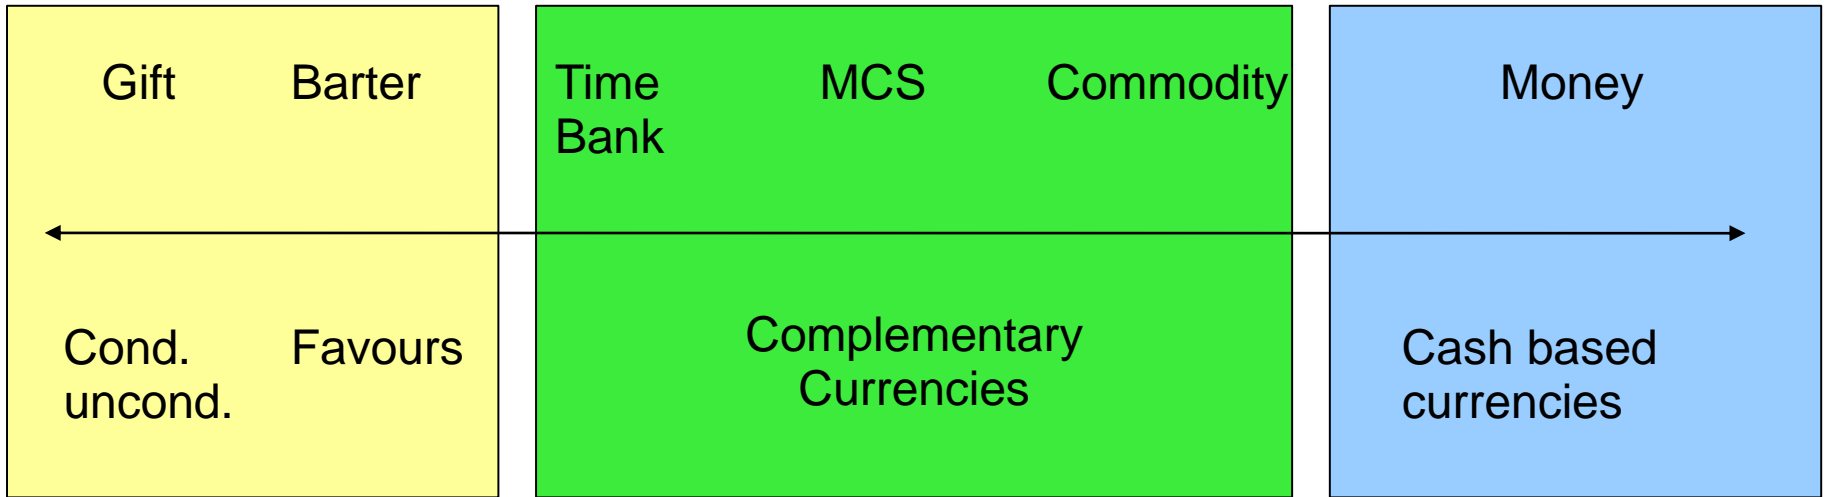 Gift Barter
Cond. Favours
uncond.
Time MCS Commodity
Bank
Complementary
Currencies
Money
Cash based
currencies